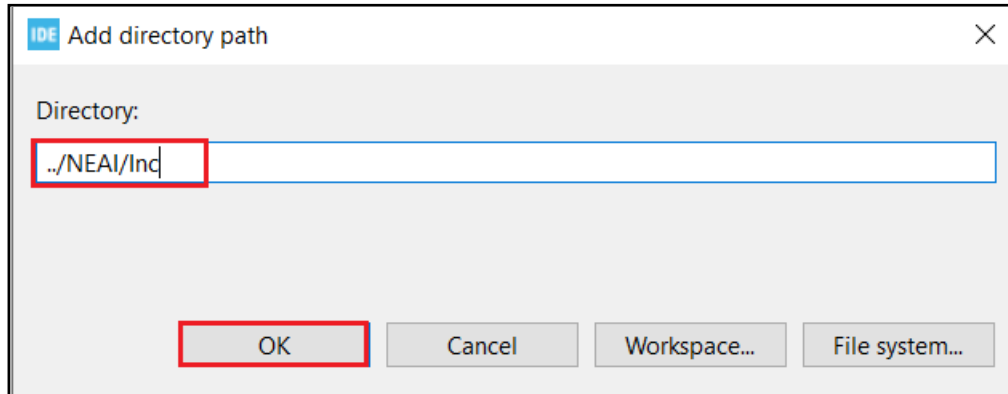 IDE Add directory path
Directory:
../NEAI/Inc
OK Cancel Workspace... File system...